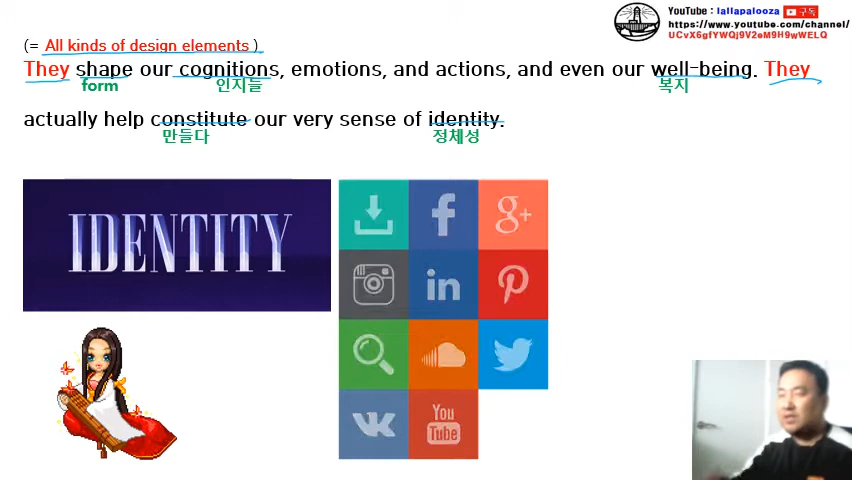 YouTube : lallapalooza 구독
https://www.youtube.com/channel/
UCvX6gfYWQj9V2eM9H9wWELQ
(= All kinds of design elements )
They shape our cognitions, emotions, and actions, and even our well-being. They
form 인지들 복지
actually help constitute our very sense of identity.
만들다 정체성
IDENTITY
f g+
in
You
Tube